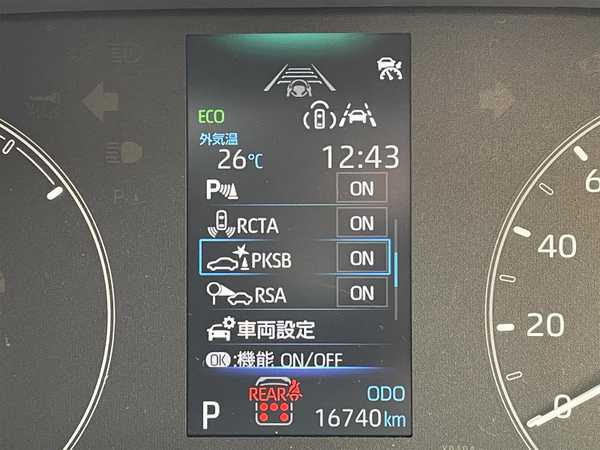 ECO
外気温
26℃ 12:43
P ON
RCTA ON
PKSB ON
RSA ON
車両設定
OK:機能 ON/OFF
REAR
ODO
P 16740km
60
40
20
0